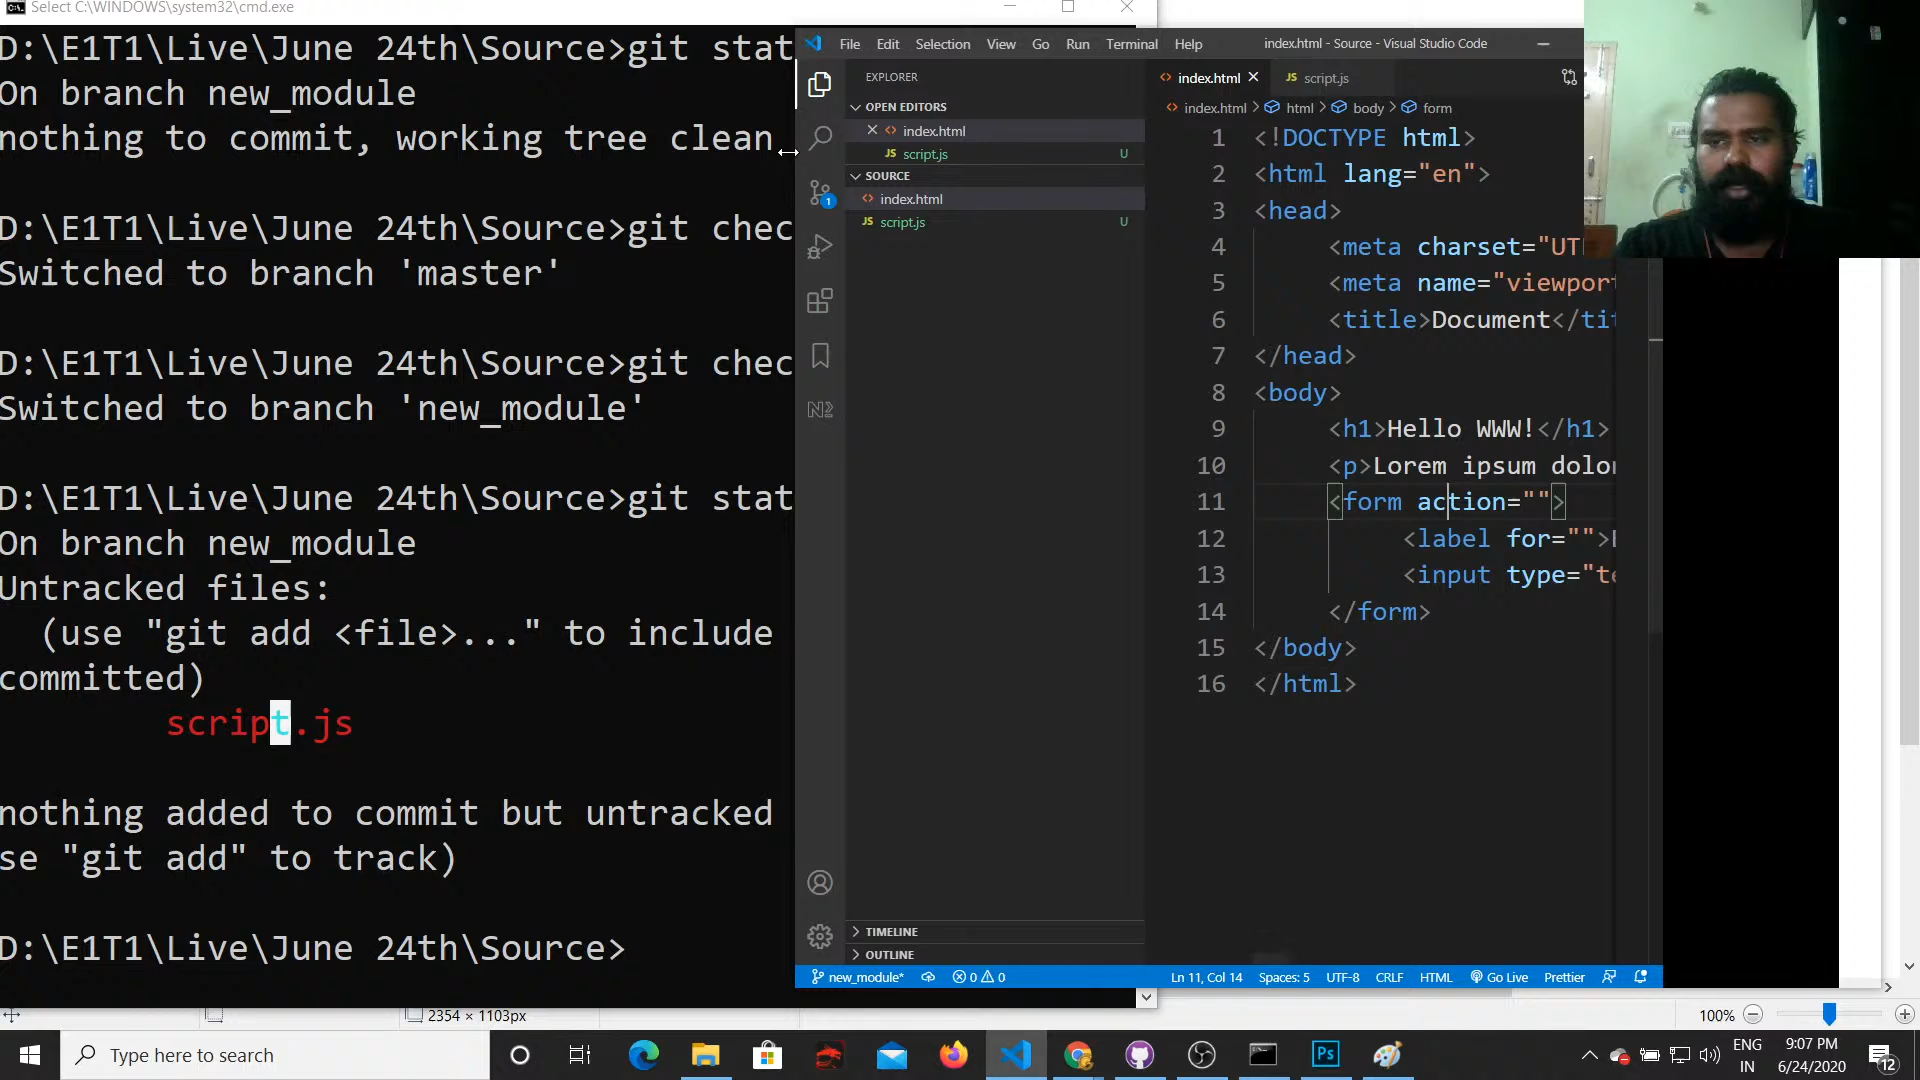 Select C:\WINDOWS\system32\cmd.exe
D:\E1T1\Live\June 24th\Source>git stat
On branch new_module
nothing to commit, working tree clean
D:\E1T1\Live\June 24th\Source>git chec
Switched to branch 'master'
D:\E1T1\Live\June 24th\Source>git chec
Switched to branch 'new_module'
D:\E1T1\Live\June 24th\Source>git stat
On branch new_module
Untracked files:
(use "git add <file>..." to include
committed)
script.js
nothing added to commit but untracked
se "git add" to track)
D:\E1T1\Live\June 24th\Source>
File Edit Selection View Go Run Terminal Help index.html - Source - Visual Studio Code
EXPLORER
OPEN EDITORS
index.html
JS script.js U
SOURCE
index.html
JS script.js U
TIMELINE
OUTLINE
1
index.html JS script.js
index.html > html > body > form
1 <!DOCTYPE html>
2 <html lang="en">
3 <head>
4 <meta charset="UT
5 <meta name="viewport
6 <title>Document</tit
7 </head>
8 <body>
9 <h1>Hello WWW!</h1>
10 <p>Lorem ipsum dolor
11 <form action="">
12 <label for="">E
13 <input type="te
14 </form>
15 </body>
16 </html>
new_module* 0 0 Ln 11, Col 14 Spaces: 5 UTF-8 CRLF HTML Go Live Prettier
2354 × 1103px 100%
Type here to search
Ps
ENG
IN
9:07 PM
6/24/2020
12